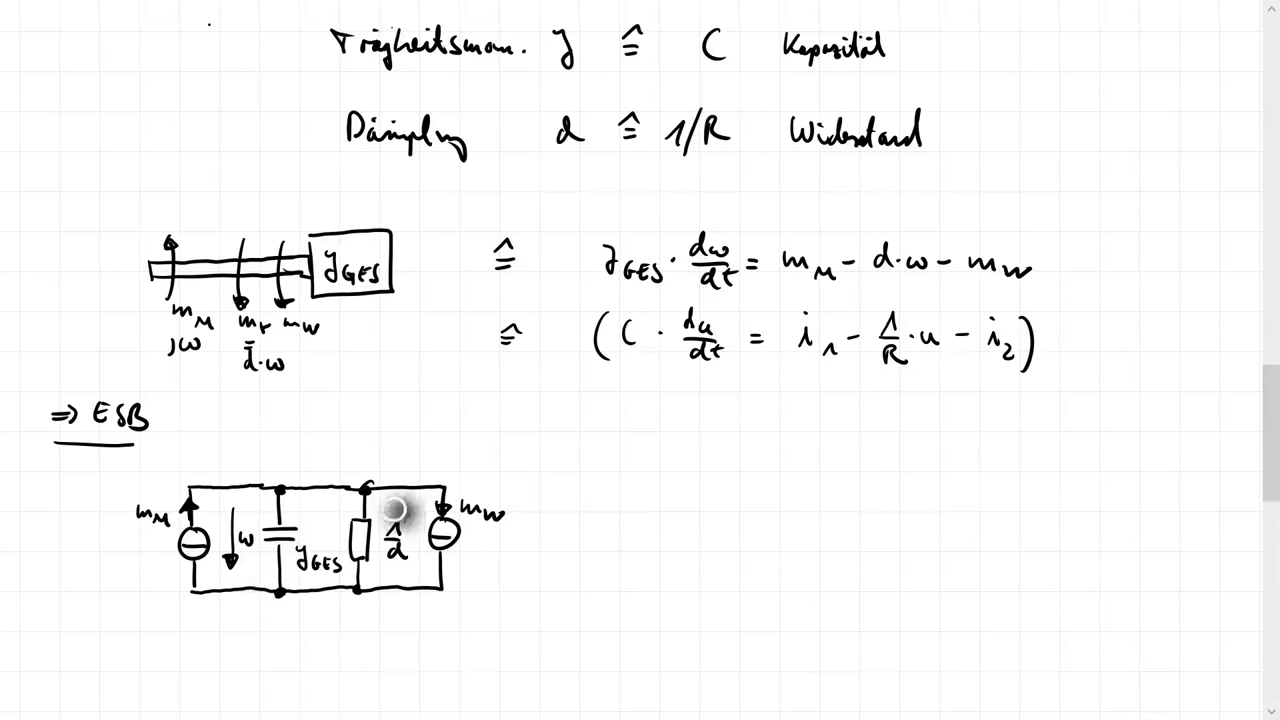 Trägheitsmom. J ≙ C Kapazität
Dämpfung d ≙ 1/R Widerstand
J_GES ≙ J_GES · dω/dt = m_M − d·ω − m_W
m_M m_r m_W
,ω = d·ω
≙ (C · du/dt = i_1 − 1/R · u − i_2)
⇒ ESB
m_M ω J_GES 1/d m_W